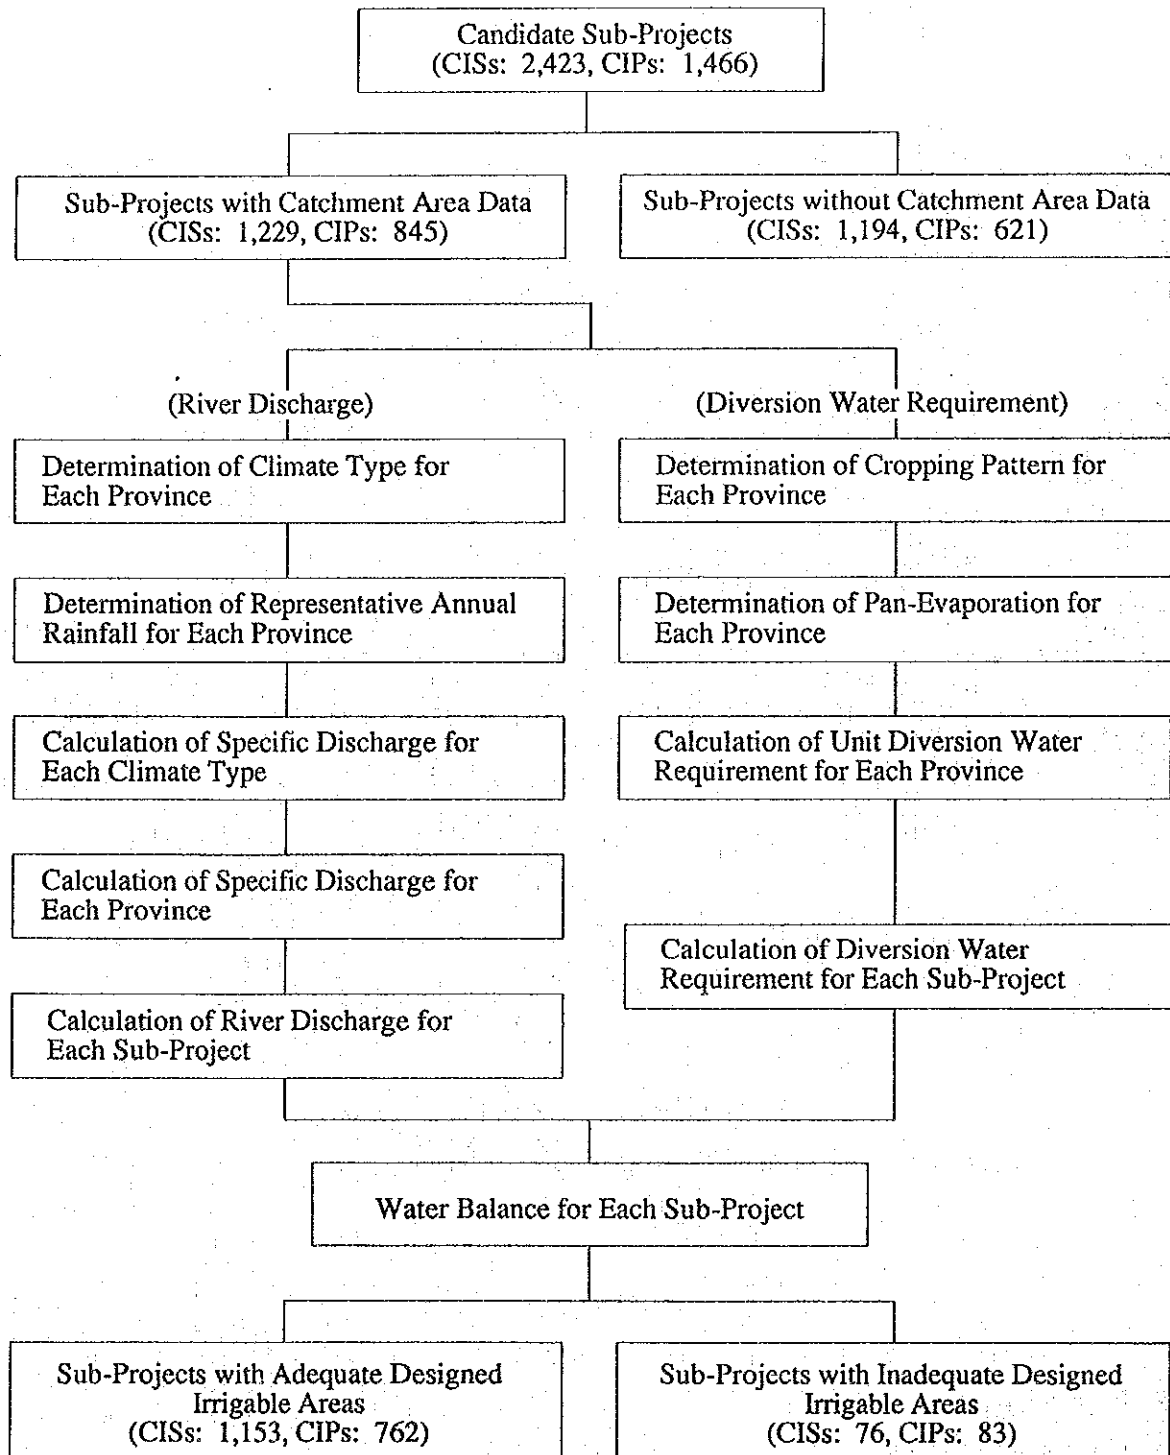 Candidate Sub-Projects
(CISs: 2,423, CIPs: 1,466)
Sub-Projects with Catchment Area Data
(CISs: 1,229, CIPs: 845)
Sub-Projects without Catchment Area Data
(CISs: 1,194, CIPs: 621)
(River Discharge)
Determination of Climate Type for
Each Province
Determination of Representative Annual
Rainfall for Each Province
Calculation of Specific Discharge for
Each Climate Type
Calculation of Specific Discharge for
Each Province
Calculation of River Discharge for
Each Sub-Project
(Diversion Water Requirement)
Determination of Cropping Pattern for
Each Province
Determination of Pan-Evaporation for
Each Province
Calculation of Unit Diversion Water
Requirement for Each Province
Calculation of Diversion Water
Requirement for Each Sub-Project
Water Balance for Each Sub-Project
Sub-Projects with Adequate Designed
Irrigable Areas
(CISs: 1,153, CIPs: 762)
Sub-Projects with Inadequate Designed
Irrigable Areas
(CISs: 76, CIPs: 83)